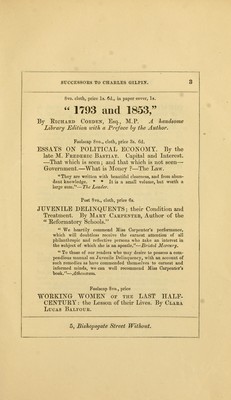 SUCCESSORS TO CHARLES GILPIN. 3
8vo. cloth, price 1s. 6d., in paper cover, 1s.
“ 1793 and 1853,”
By RICHARD COBDEN, Esq., M.P. A handsome
Library Edition with a Preface by the Author.
Foolscap 8vo., cloth, price 2s. 6d.
ESSAYS ON POLITICAL ECONOMY. By the
late M. FREDERIC BASTIAT. Capital and Interest.
—That which is seen; and that which is not seen—
Government.—What is Money ?—The Law.
“They are written with beautiful clearness, and from abun-
dant knowledge. * * It is a small volume, but worth a
large sum.”—The Leader.
Post 8vo., cloth, price 6s
JUVENILE DELINQUENTS; their Condition and
Treatment. By MARY CARPENTER, Author of the
“ Reformatory Schools.”
“ We heartily commend Miss Carpenter's performance,
which will doubtless receive the earnest attention of all
philanthropic and reflective persons who take an interest in
the subject of which she is an apostle.”—Bristol Mercury.
“ To those of our readers who may desire to possess a com-
pendious manual on Juvenile Delinquency, with an account of
such remedies as have commended themselves to earnest and
informed minds, we can well recommend Miss Carpenter's
book.”—Athenæum.
Foolscap 8vo., price
WORKING WOMEN OF THE LAST HALF-
CENTURY: the Lesson of their Lives. By CLARA
LUCAS BALFOUR.
5, Bishopsgate Street Without.